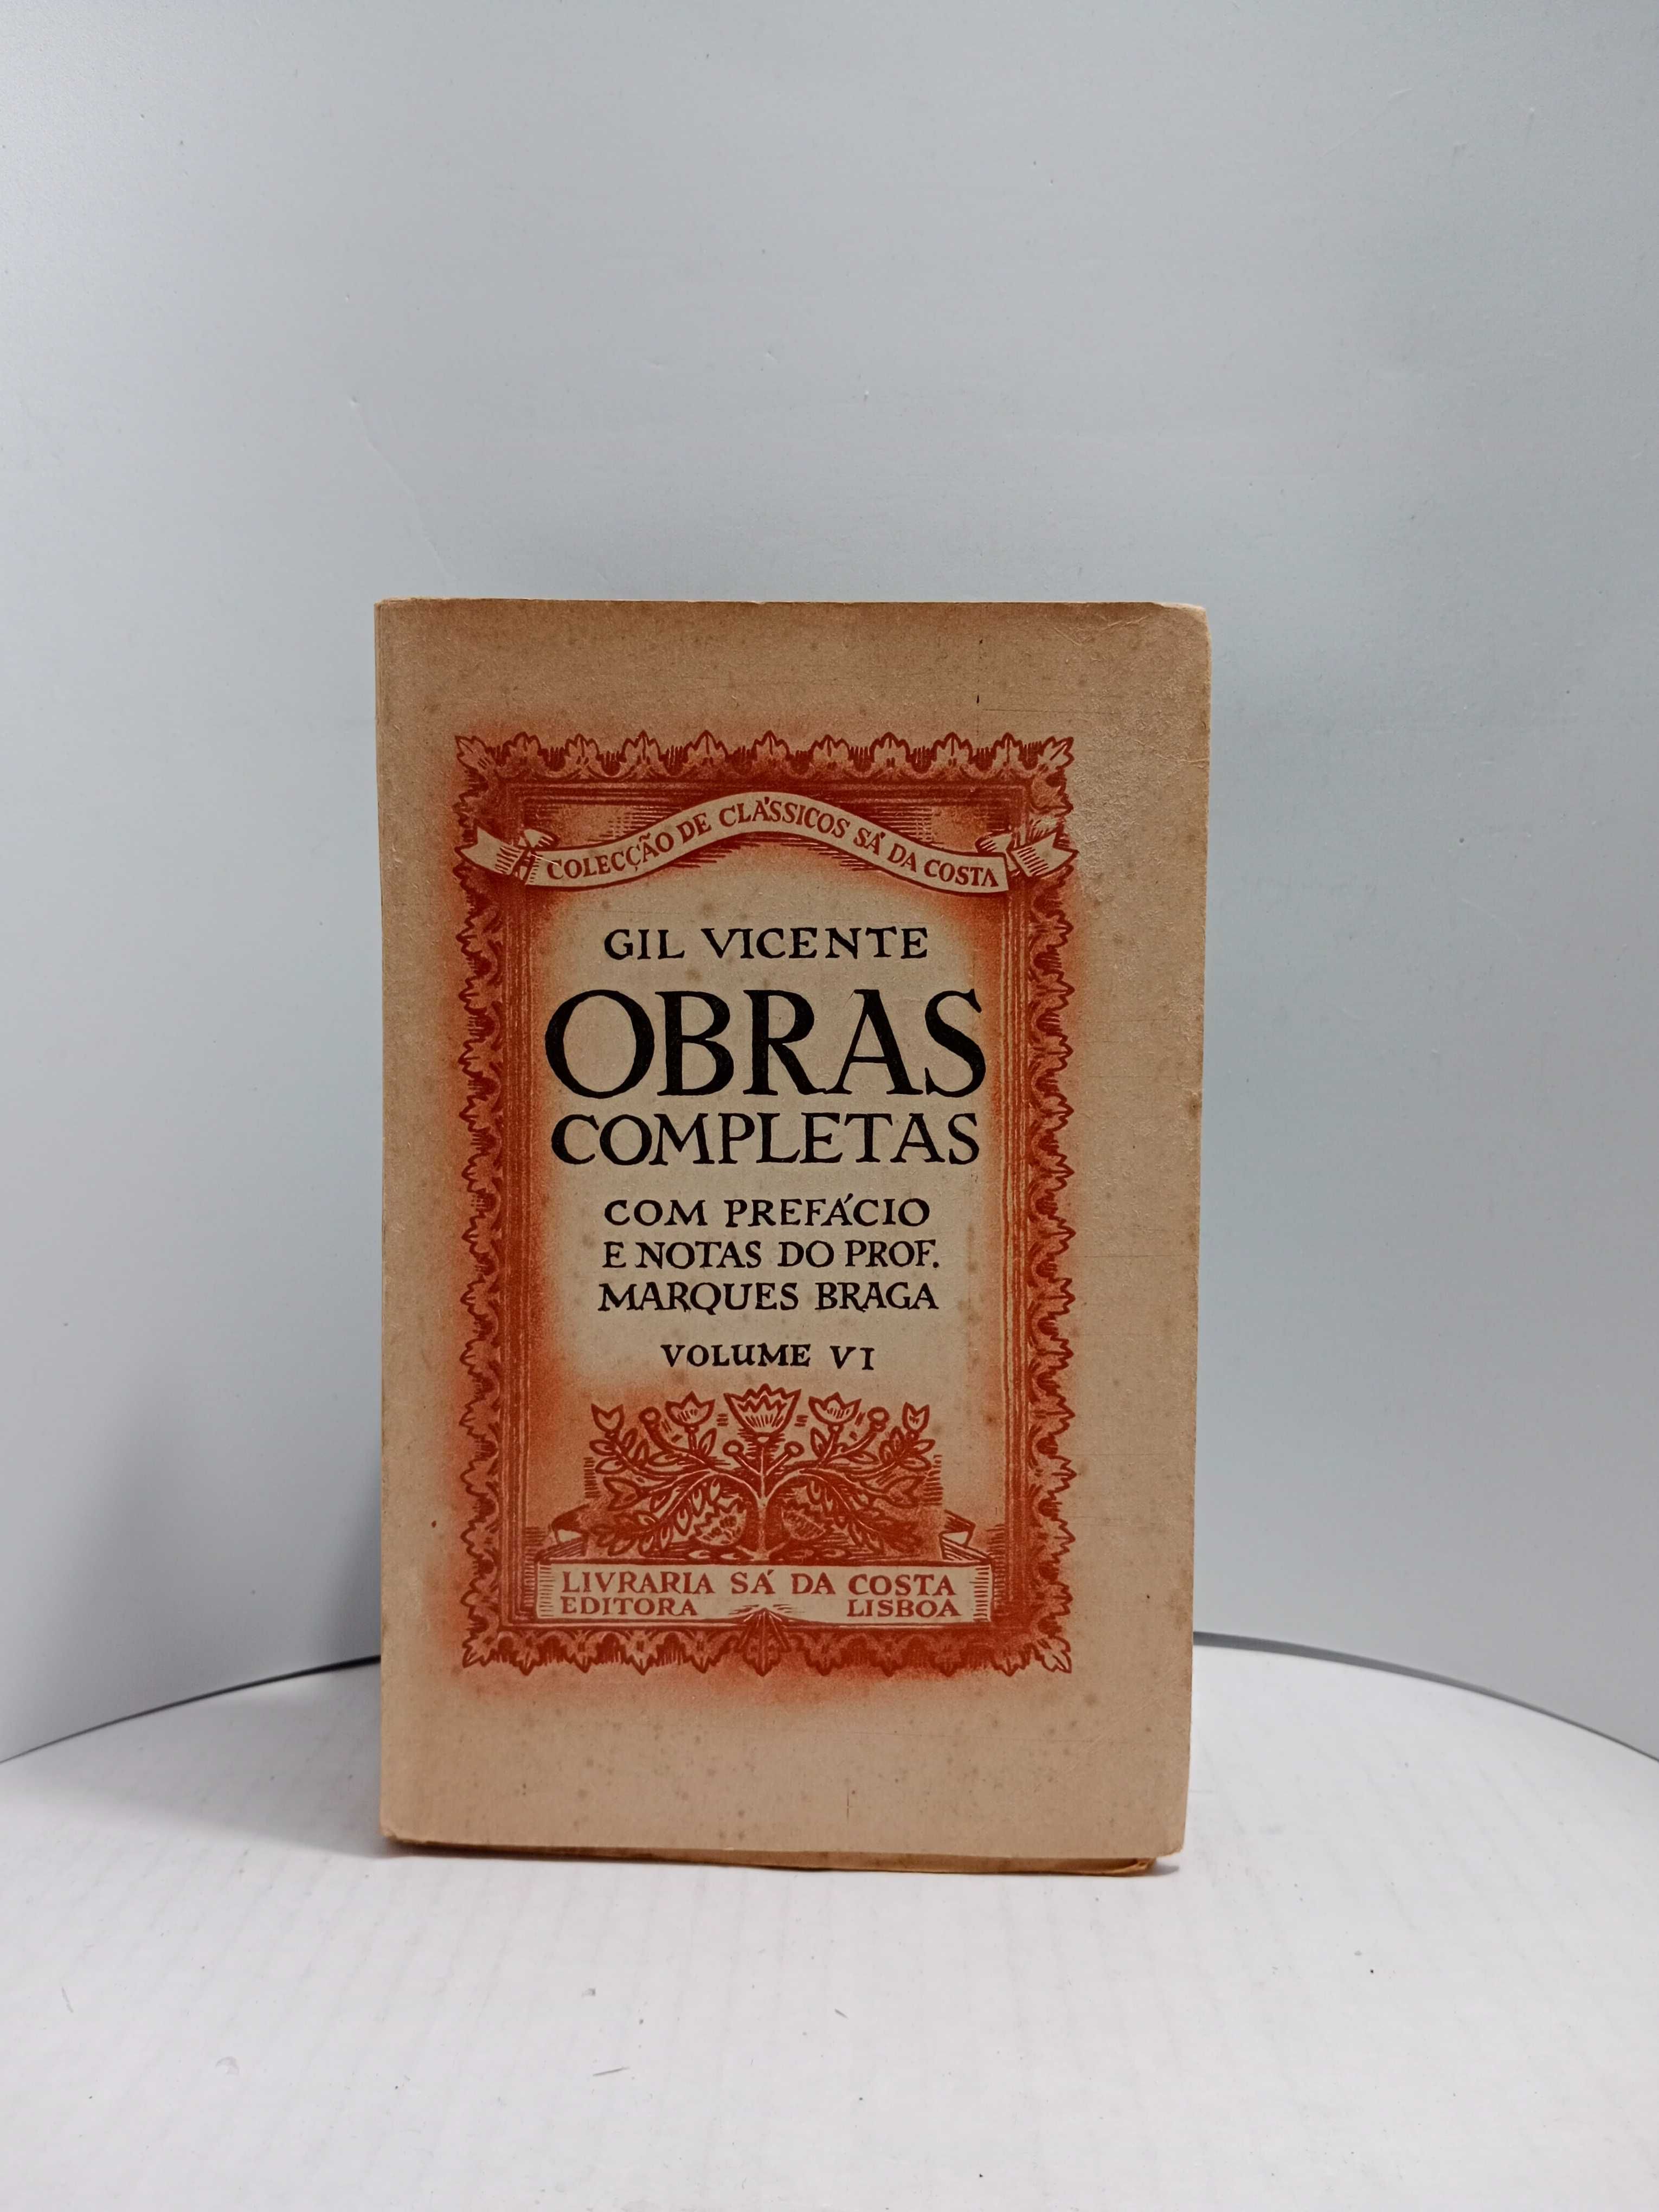 COLECÇÃO DE CLÁSSICOS SÁ DA COSTA
GIL VICENTE
OBRAS
COMPLETAS
COM PREFÁCIO
E NOTAS DO PROF.
MARQUES BRAGA
VOLUME VI
LIVRARIA SÁ DA COSTA
EDITORA LISBOA